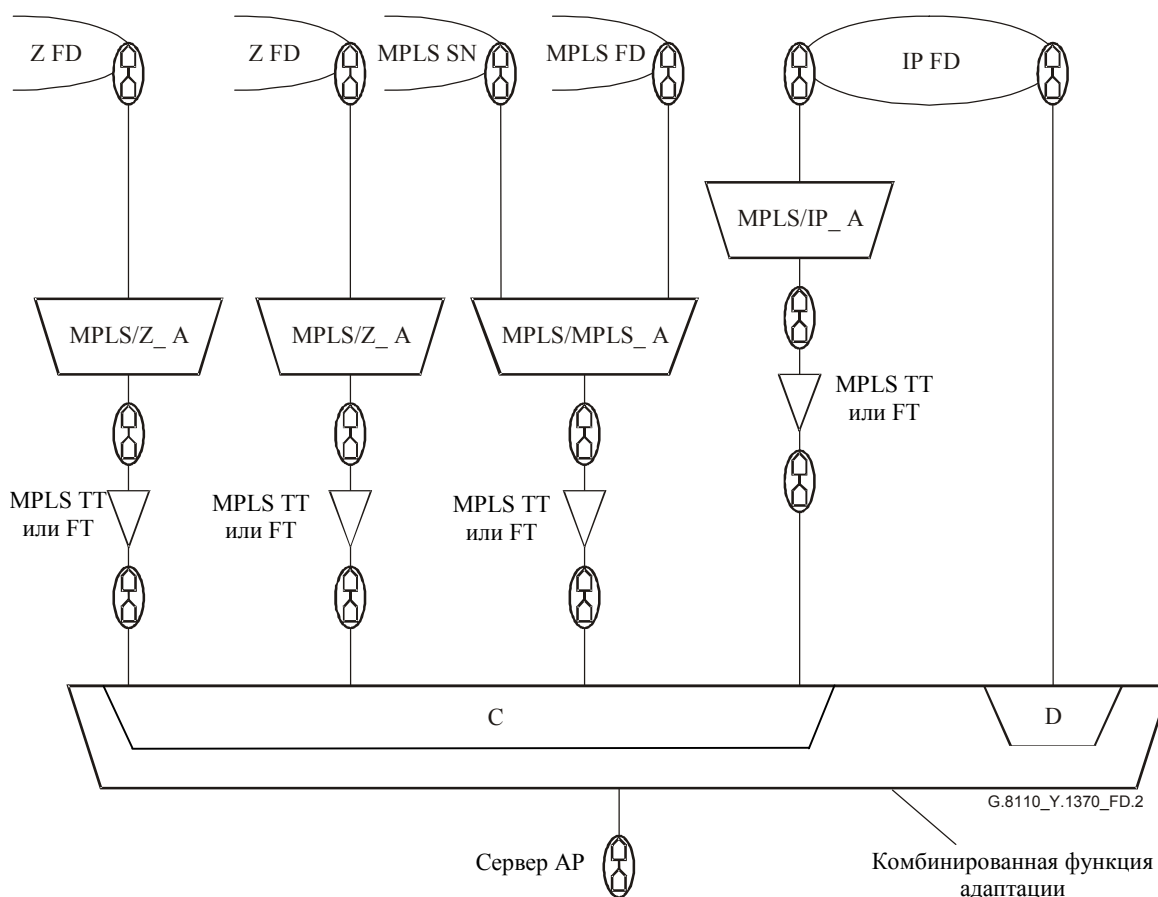 Z FD
Z FD
MPLS SN
MPLS FD
IP FD
MPLS/IP_ A
MPLS/Z_ A
MPLS/Z_ A
MPLS/MPLS_ A
MPLS TT
или FT
MPLS TT
или FT
MPLS TT
или FT
MPLS TT
или FT
C
D
G.8110_Y.1370_FD.2
Сервер AP
Комбинированная функция
адаптации